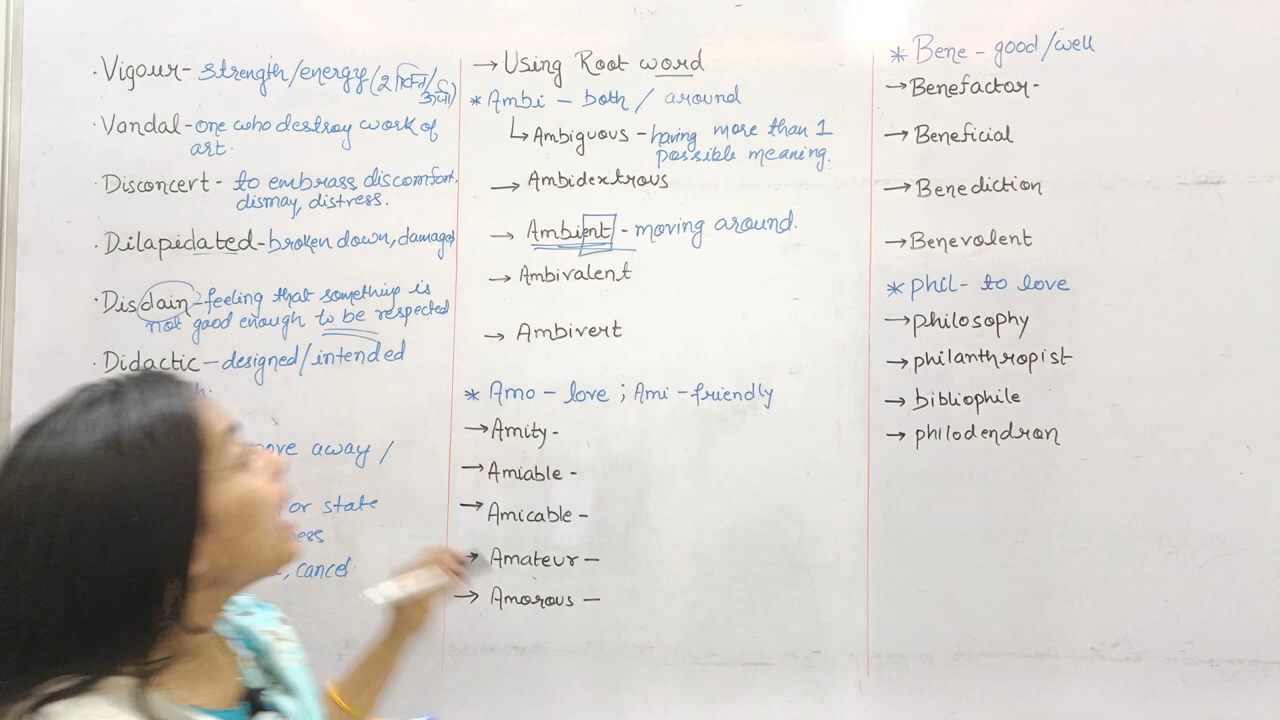 · Vigour - strength/energy (शक्ति/
· Vandal - one who destroy work of
art.
· Disconcert - to embrass discomfort.
dismay, distress.
· Dilapidated - broken down, damaged
· Disdain - feeling that something is
not good enough to be respected
· Didactic - designed/intended
away /
or state
, cancel
→ Using Root word
* Ambi - both / around
↳ Ambiguous - having more than 1
possible meaning.
→ Ambidextrous
→ Ambient - moving around.
→ Ambivalent
→ Ambivert
* Amo - love ; Ami - friendly
→ Amity -
→ Amiable -
→ Amicable -
→ Amateur -
→ Amorous -
* Bene - good/well
→ Benefactor -
→ Beneficial
→ Benediction
→ Benevolent
* phil - to love
→ philosophy
→ philanthropist
→ bibliophile
→ philodendron